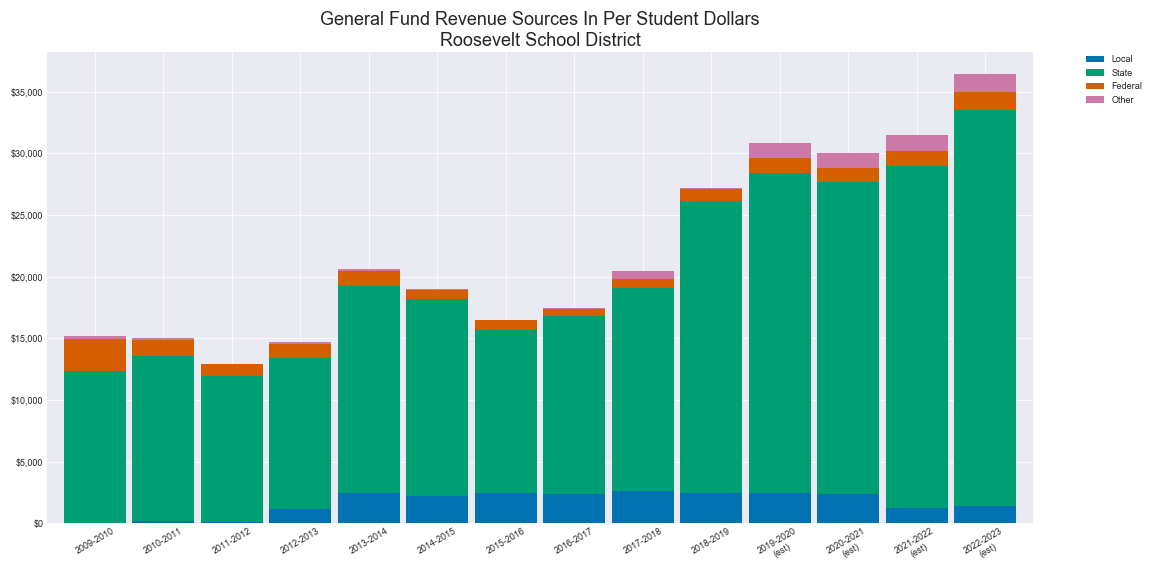 General Fund Revenue Sources In Per Student Dollars
Roosevelt School District
Local
State
Federal
Other
$35,000
$30,000
$25,000
$20,000
$15,000
$10,000
$5,000
$0
2009-2010
2010-2011
2011-2012
2012-2013
2013-2014
2014-2015
2015-2016
2016-2017
2017-2018
2018-2019
2019-2020
(est)
2020-2021
(est)
2021-2022
(est)
2022-2023
(est)